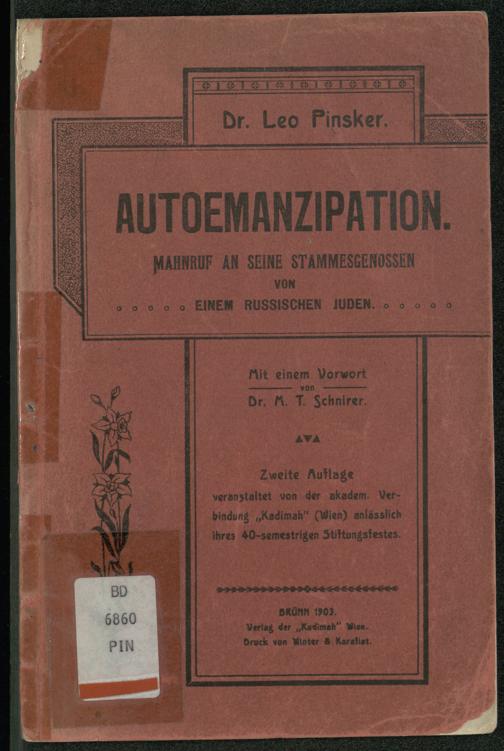 Dr. Leo Pinsker.
AUTOEMANZIPATION.
MAHNRUF AN SEINE STAMMESGENOSSEN
VON
. . . . . EINEM RUSSISCHEN JUDEN. . . . . .
Mit einem Vorwort
von
Dr. M. T. Schnirer.
Zweite Auflage
veranstaltet von der akadem. Ver-
bindung „Kadimah" (Wien) anlässlich
ihres 40-semestrigen Stiftungsfestes.
BRÜNN 1903.
Verlag der „Kadimah" Wien.
Druck von Winter & Karafiat.
BD
6860
PIN